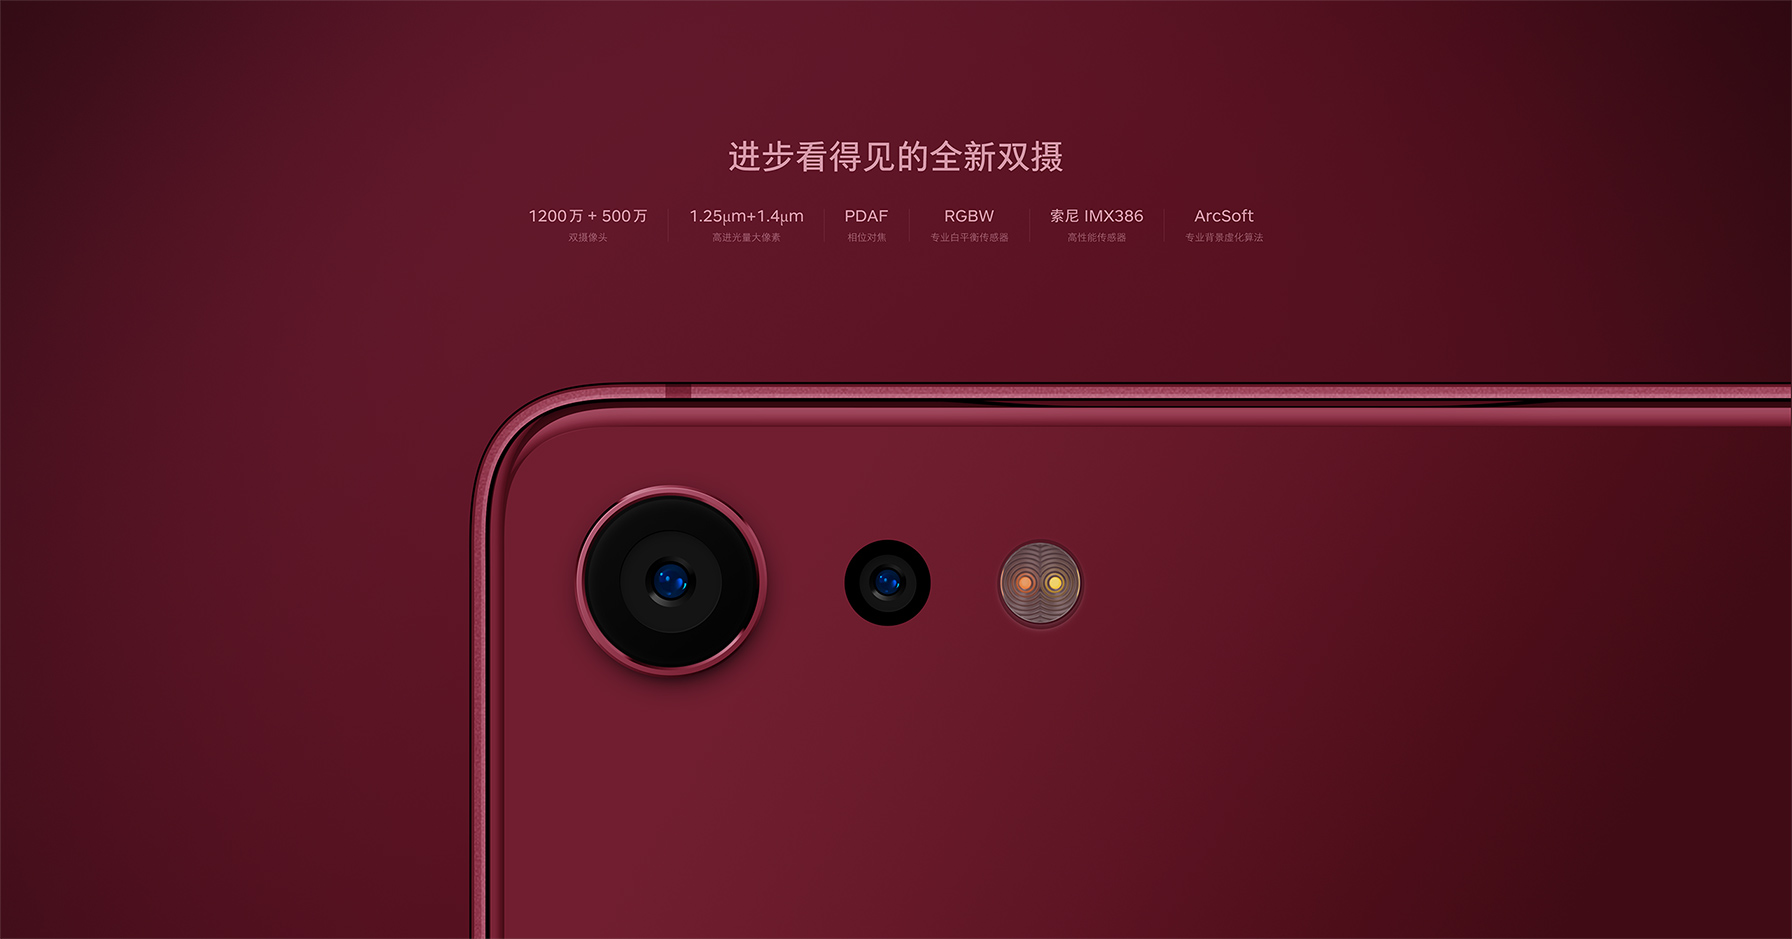 进步看得见的全新双摄
1200万 + 500万
双摄像头
1.25μm+1.4μm
高进光量大像素
PDAF
相位对焦
RGBW
专业白平衡传感器
索尼 IMX386
高性能传感器
ArcSoft
专业背景虚化算法